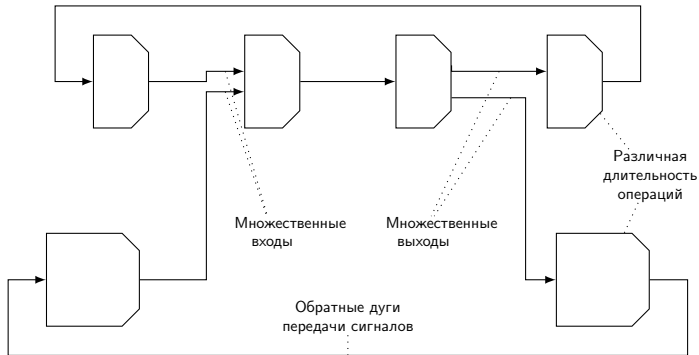 Различная
длительность
операций
Множественные
входы
Множественные
выходы
Обратные дуги
передачи сигналов